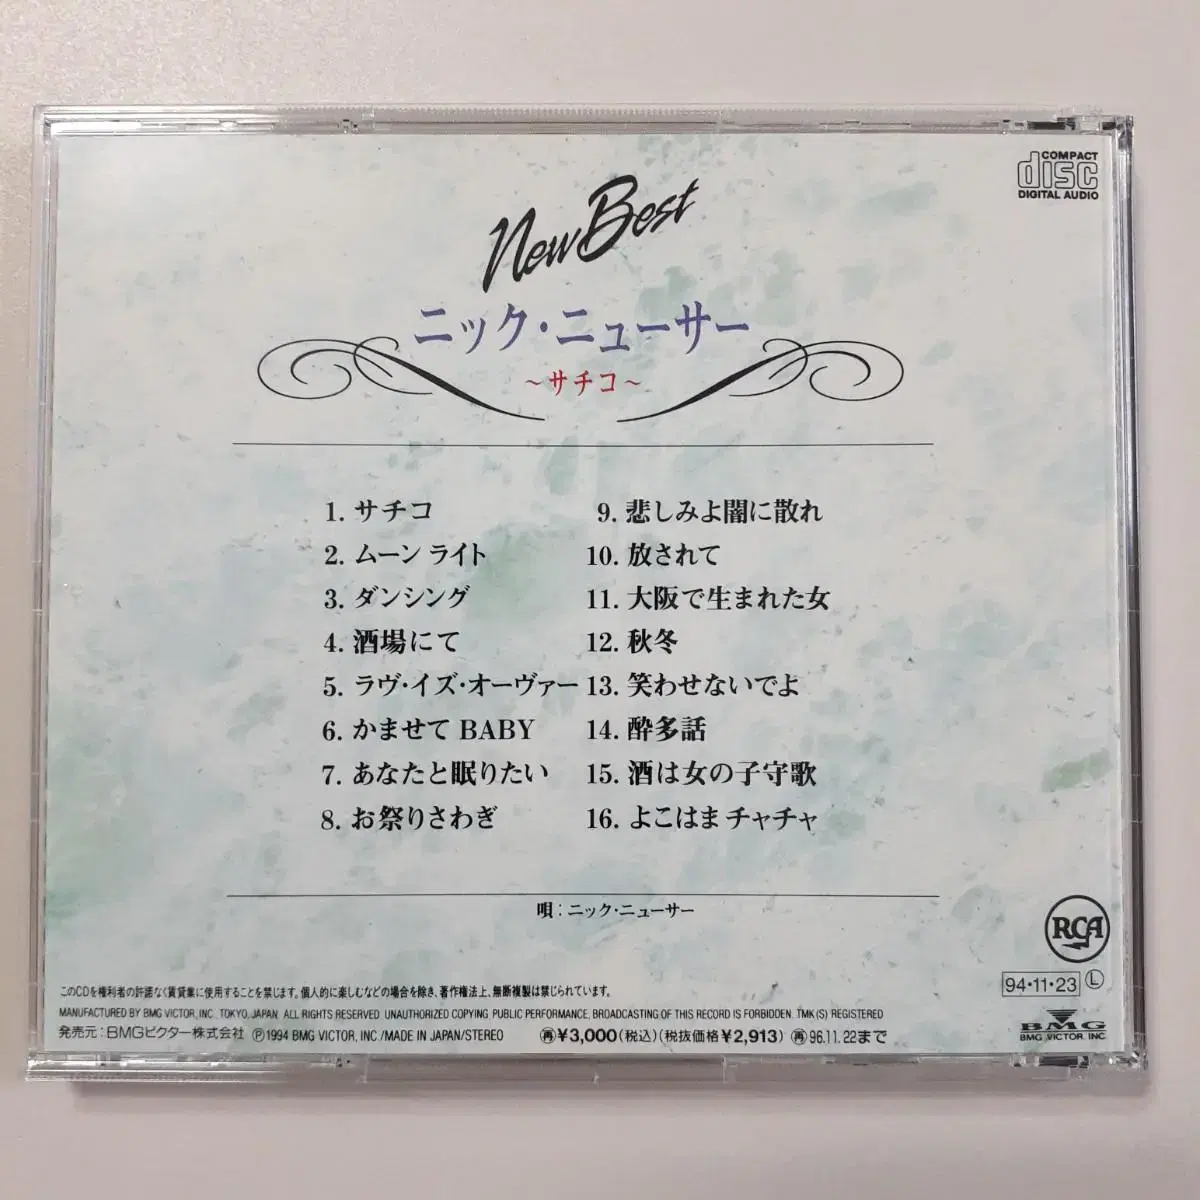 COMPACT
disc
DIGITAL AUDIO
New Best
ニック・ニューサー
～サチコ～
1. サチコ
2. ムーン ライト
3. ダンシング
4. 酒場にて
5. ラヴ・イズ・オーヴァー
6. かませて BABY
7. あなたと眠りたい
8. お祭りさわぎ
9. 悲しみよ闇に散れ
10. 放されて
11. 大阪で生まれた女
12. 秋冬
13. 笑わせないでよ
14. 酔多話
15. 酒は女の子守歌
16. よこはま チャチャ
唄：ニック・ニューサー
RCA
94・11・23 Ⓛ
このCDを権利者の許諾なく賃貸業に使用することを禁じます。個人的に楽しむなどの場合を除き、著作権法上、無断複製は禁じられています。
MANUFACTURED BY BMG VICTOR, INC. TOKYO, JAPAN. ALL RIGHTS RESERVED. UNAUTHORIZED COPYING PUBLIC PERFORMANCE, BROADCASTING OF THIS RECORD IS FORBIDDEN. TMK(S) REGISTERED
発売元：BMGビクター株式会社 Ⓟ1994 BMG VICTOR, INC./MADE IN JAPAN/STEREO ㊢¥3,000(税込)(税抜価格¥2,913) 再96.11.22まで
BMG
BMG VICTOR, INC.